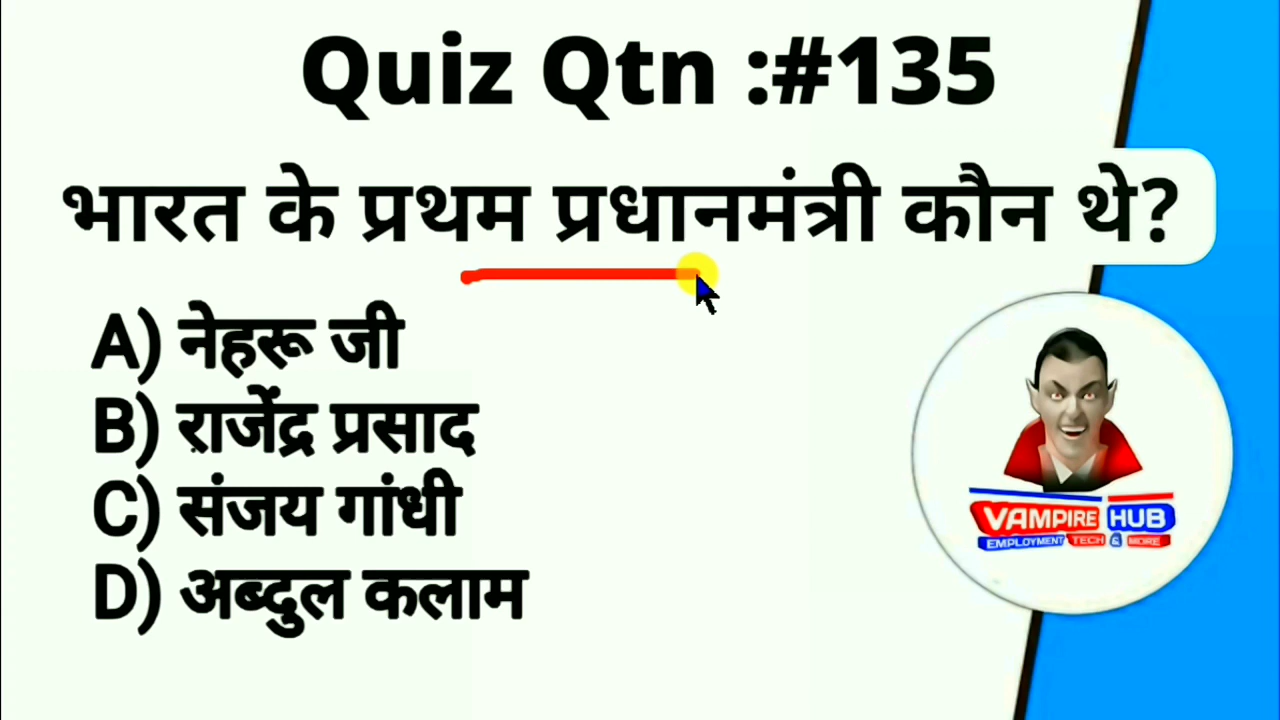 Quiz Qtn :#135
भारत के प्रथम प्रधानमंत्री कौन थे?
A) नेहरू जी
B) राजेंद्र प्रसाद
C) संजय गांधी
D) अब्दुल कलाम
VAMPIRE HUB
EMPLOYMENT TECH & MORE